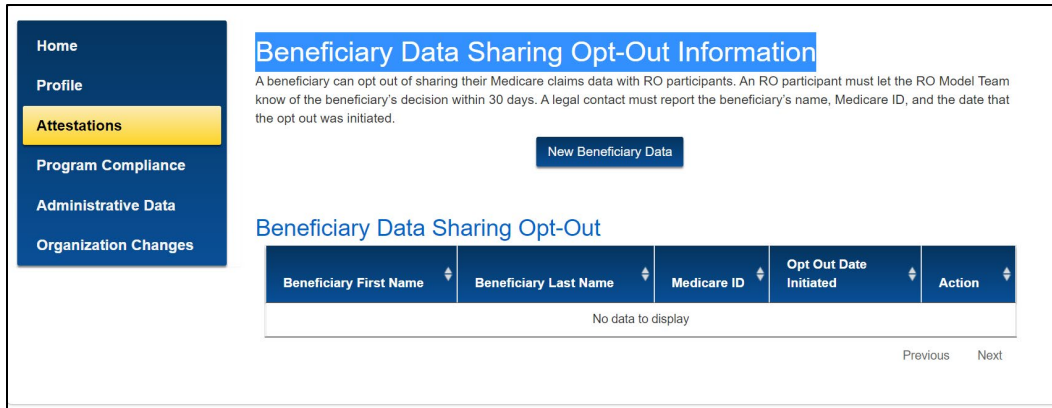 Home
Profile
Attestations
Program Compliance
Administrative Data
Organization Changes
Beneficiary Data Sharing Opt-Out Information
A beneficiary can opt out of sharing their Medicare claims data with RO participants. An RO participant must let the RO Model Team
know of the beneficiary's decision within 30 days. A legal contact must report the beneficiary's name, Medicare ID, and the date that
the opt out was initiated.
New Beneficiary Data
Beneficiary Data Sharing Opt-Out
Beneficiary First Name Beneficiary Last Name Medicare ID Opt Out Date Initiated Action
No data to display
Previous Next